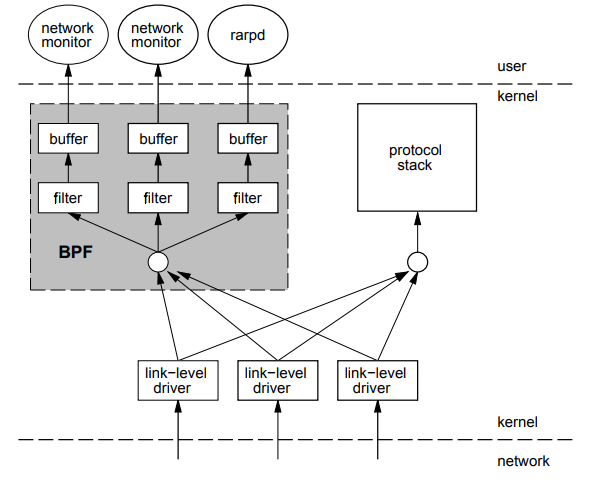 network
monitor
network
monitor
rarpd
user
kernel
buffer
buffer
buffer
protocol
stack
filter
filter
filter
BPF
link-level
driver
link-level
driver
link-level
driver
kernel
network